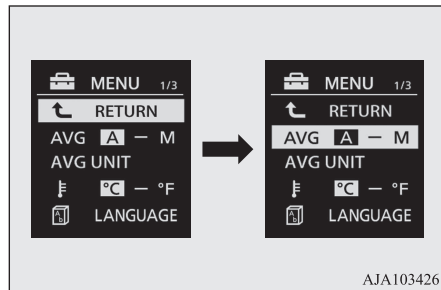 MENU 1/3
RETURN
AVG A — M
AVG UNIT
°C — °F
LANGUAGE
MENU 1/3
RETURN
AVG A — M
AVG UNIT
°C — °F
LANGUAGE
AJA103426